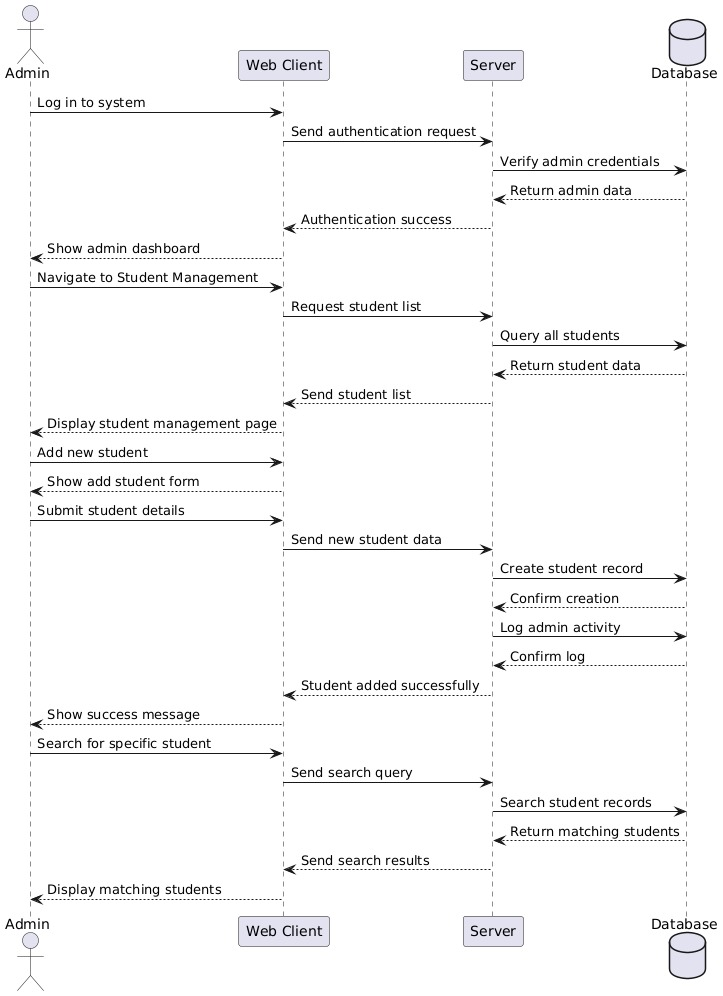 Admin
Web Client
Server
Database
Log in to system
Send authentication request
Verify admin credentials
Return admin data
Authentication success
Show admin dashboard
Navigate to Student Management
Request student list
Query all students
Return student data
Send student list
Display student management page
Add new student
Show add student form
Submit student details
Send new student data
Create student record
Confirm creation
Log admin activity
Confirm log
Student added successfully
Show success message
Search for specific student
Send search query
Search student records
Return matching students
Send search results
Display matching students
Admin
Web Client
Server
Database